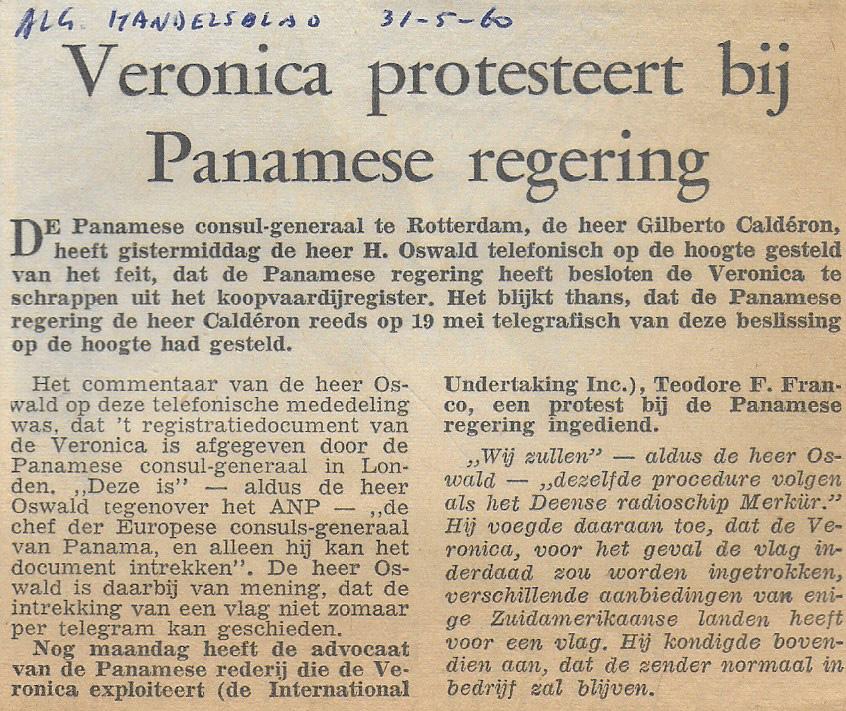 ALG. HANDELSBLAD 31-5-60
Veronica protesteert bij
Panamese regering
DE Panamese consul-generaal te Rotterdam, de heer Gilberto Caldéron,
heeft gistermiddag de heer H. Oswald telefonisch op de hoogte gesteld
van het feit, dat de Panamese regering heeft besloten de Veronica te
schrappen uit het koopvaardijregister. Het blijkt thans, dat de Panamese
regering de heer Caldéron reeds op 19 mei telegrafisch van deze beslissing
op de hoogte had gesteld.
Het commentaar van de heer Os-
wald op deze telefonische mededeling
was, dat 't registratiedocument van
de Veronica is afgegeven door de
Panamese consul-generaal in Lon-
den. „Deze is” — aldus de heer
Oswald tegenover het ANP — „de
chef der Europese consuls-generaal
van Panama, en alleen hij kan het
document intrekken”. De heer Os-
wald is daarbij van mening, dat de
intrekking van een vlag niet zomaar
per telegram kan geschieden.
Nog maandag heeft de advocaat
van de Panamese rederij die de Ve-
ronica exploiteert (de International
Undertaking Inc.), Teodore F. Fran-
co, een protest bij de Panamese
regering ingediend.
„Wij zullen” — aldus de heer Os-
wald — „dezelfde procedure volgen
als het Deense radioschip Merkür.”
Hij voegde daaraan toe, dat de Ve-
ronica, voor het geval de vlag in-
derdaad zou worden ingetrokken,
verschillende aanbiedingen van eni-
ge Zuidamerikaanse landen heeft
voor een vlag. Hij kondigde boven-
dien aan, dat de zender normaal in
bedrijf zal blijven.